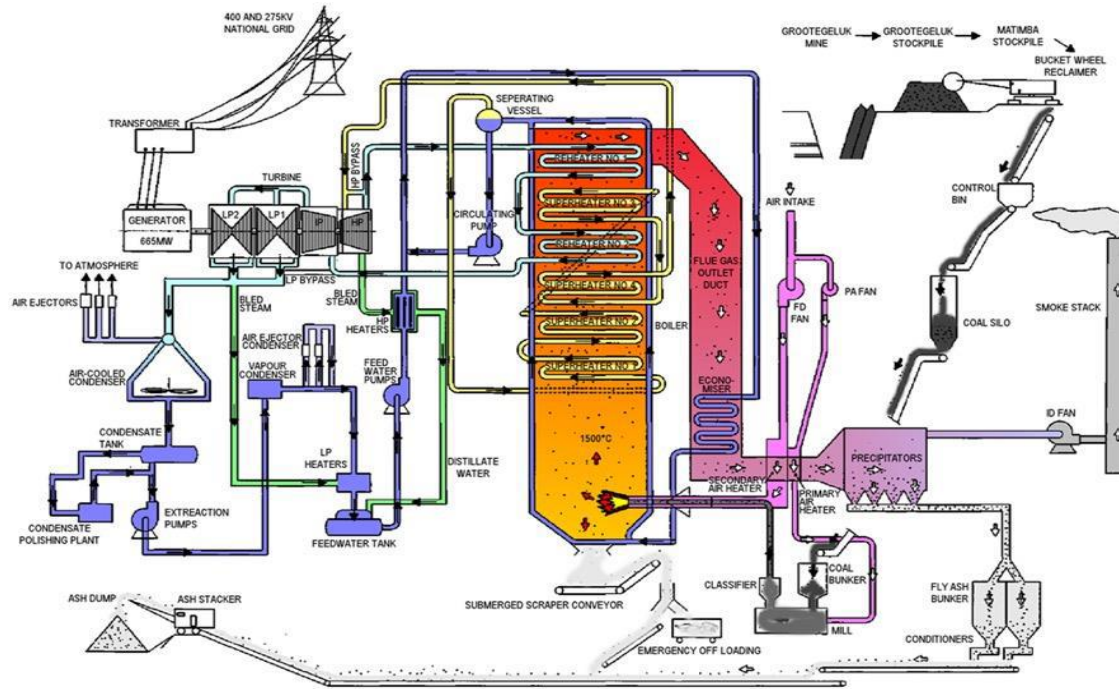 400 AND 275KV
NATIONAL GRID
GROOTEGELUK
MINE
GROOTEGELUK
STOCKPILE
MATIMBA
STOCKPILE
BUCKET WHEEL
RECLAIMER
SEPERATING
VESSEL
TRANSFORMER
HP BYPASS
REHEATER NO. 1
TURBINE
CONTROL
BIN
GENERATOR
665MW
LP2
LP1
IP
HP
CIRCULATING
PUMP
SUPERHEATER NO. 3
AIR INTAKE
REHEATER NO. 2
TO ATMOSPHERE
LP BYPASS
FLUE GAS
OUTLET
DUCT
PA FAN
FD
FAN
AIR EJECTORS
BLED
STEAM
BLED
STEAM
SUPERHEATER NO. 4
HP
HEATERS
BOILER
COAL SILO
SMOKE STACK
AIR EJECTOR
CONDENSER
SUPERHEATER NO. 2
VAPOUR
CONDENSER
FEED
WATER
PUMPS
SUPERHEATER NO. 1
AIR-COOLED
CONDENSER
ECONO-
MISER
ID FAN
CONDENSATE
TANK
1500°C
LP
HEATERS
DISTILLATE
WATER
PRECIPITATORS
SECONDARY
AIR HEATER
PRIMARY
AIR
HEATER
EXTREACTION
PUMPS
CONDENSATE
POLISHING PLANT
FEEDWATER TANK
CLASSIFIER
COAL
BUNKER
FLY ASH
BUNKER
ASH DUMP
ASH STACKER
SUBMERGED SCRAPER CONVEYOR
MILL
EMERGENCY OFF LOADING
CONDITIONERS